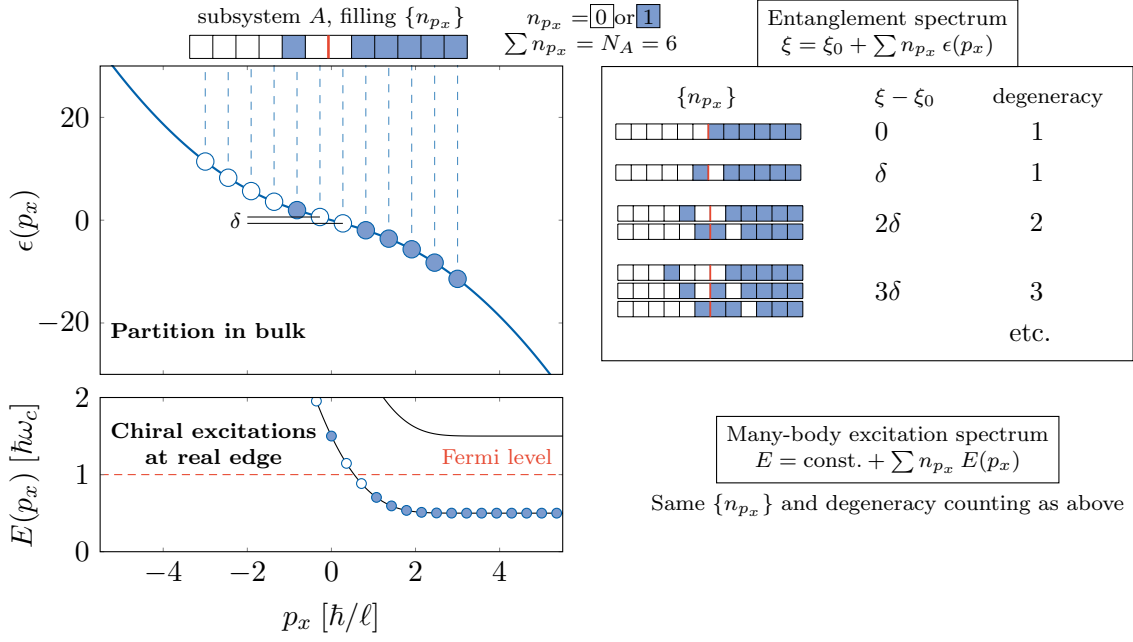 subsystem A, filling {n_{p_x}}
n_{p_x} = 0 or 1
∑ n_{p_x} = N_A = 6
20
0
−20
ϵ(p_x)
δ
Partition in bulk
2
1
0
E(p_x) [ℏω_c]
Chiral excitations
at real edge
Fermi level
−4
−2
0
2
4
p_x [ℏ/ℓ]
Entanglement spectrum
ξ = ξ_0 + ∑ n_{p_x} ϵ(p_x)
{n_{p_x}} ξ − ξ_0 degeneracy
0 1
δ 1
2δ 2
3δ 3
etc.
Many-body excitation spectrum
E = const. + ∑ n_{p_x} E(p_x)
Same {n_{p_x}} and degeneracy counting as above